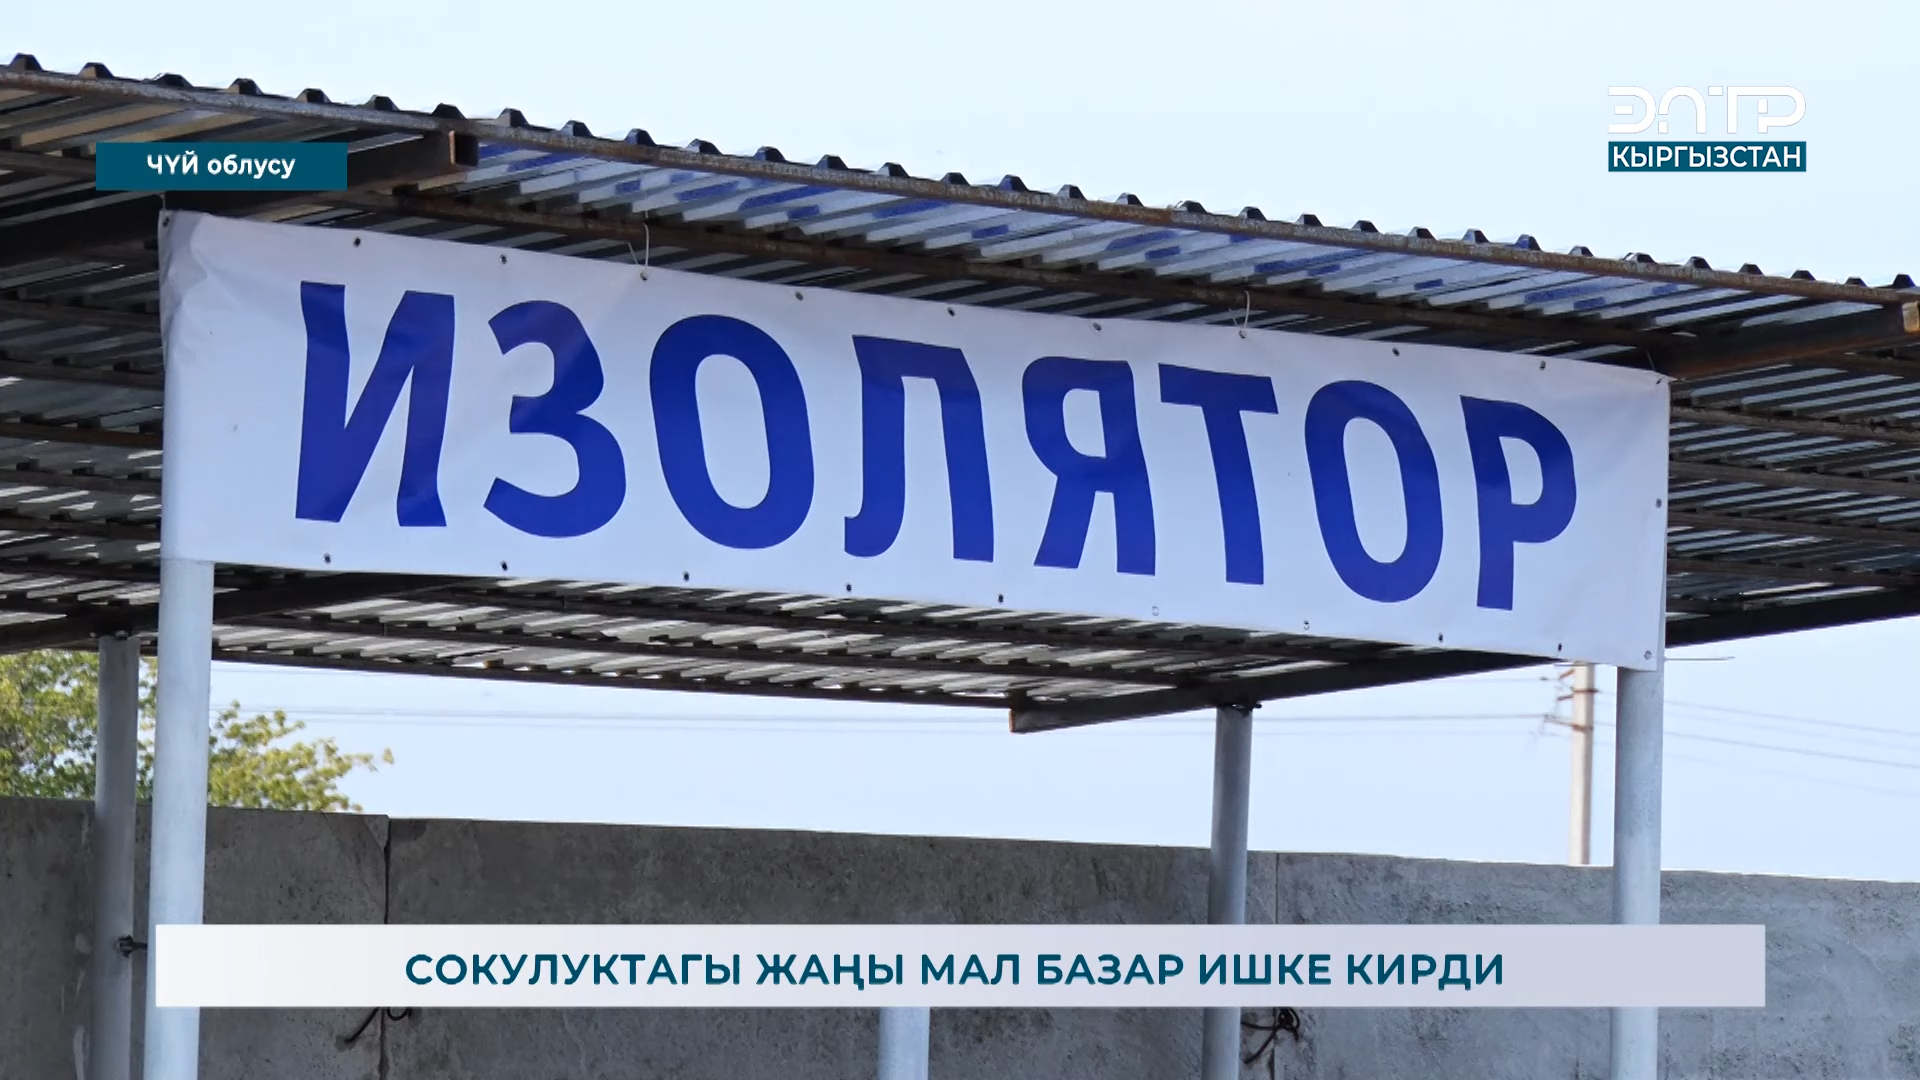 ЭЛТР
КЫРГЫЗСТАН
ЧҮЙ облусу
ИЗОЛЯТОР
СОКУЛУКТАГЫ ЖАҢЫ МАЛ БАЗАР ИШКЕ КИРДИ